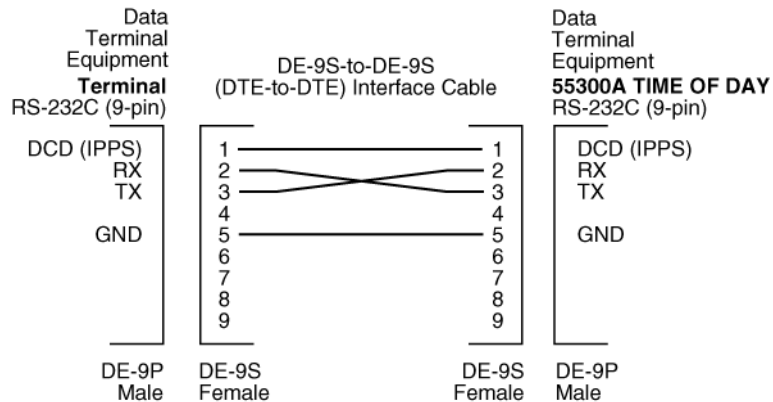 Data
Terminal
Equipment
Terminal
RS-232C (9-pin)
DE-9S-to-DE-9S
(DTE-to-DTE) Interface Cable
Data
Terminal
Equipment
55300A TIME OF DAY
RS-232C (9-pin)
DCD (IPPS) 1 1 DCD (IPPS)
RX 2 2 RX
TX 3 3 TX
4 4
GND 5 5 GND
6 6
7 7
8 8
9 9
DE-9P DE-9S DE-9S DE-9P
Male Female Female Male